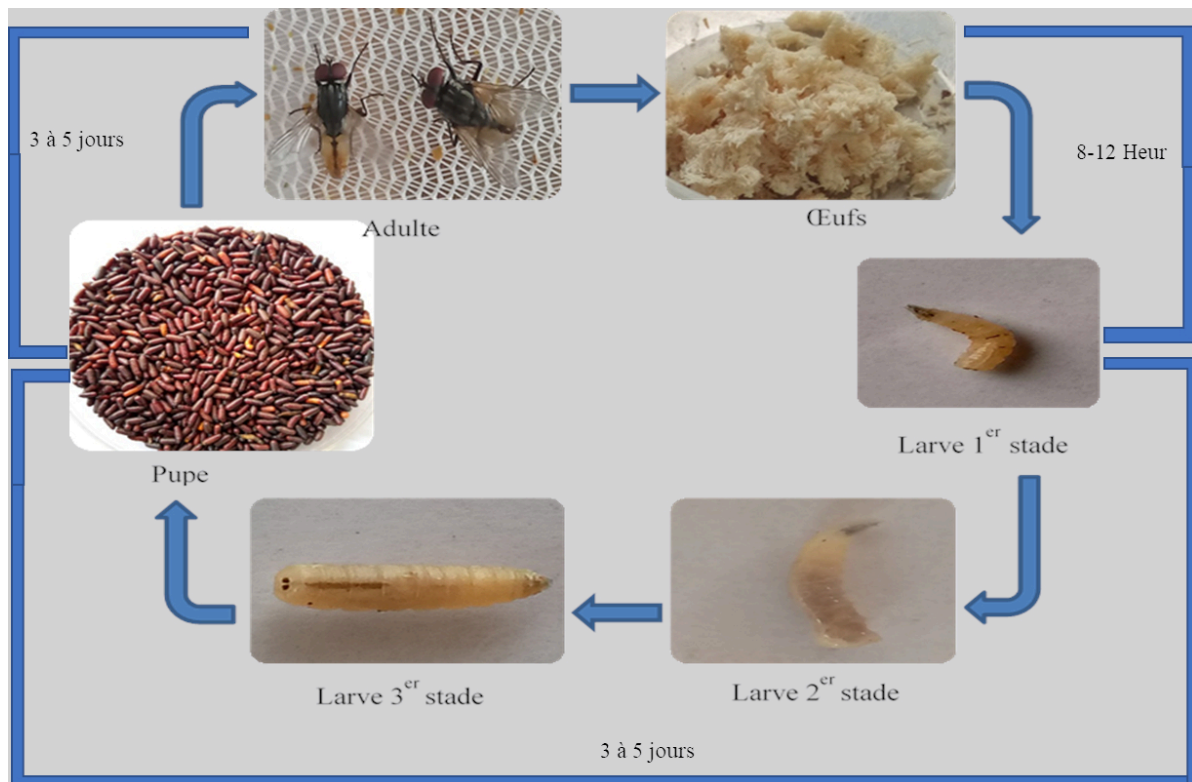 3 à 5 jours
8-12 Heur
Adulte
Œufs
Larve 1er stade
Pupe
Larve 3er stade
Larve 2er stade
3 à 5 jours